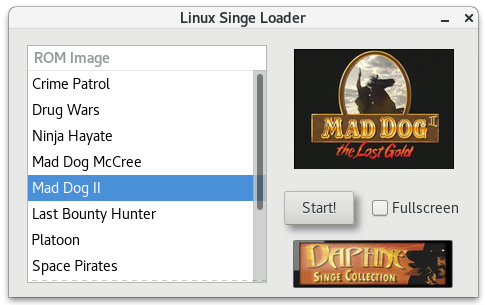 Linux Singe Loader
ROM Image
Crime Patrol
Drug Wars
Ninja Hayate
Mad Dog McCree
Mad Dog II
Last Bounty Hunter
Platoon
Space Pirates
MAD DOG II
the Lost Gold
Start!
Fullscreen
DAPHNE
SINGE COLLECTION